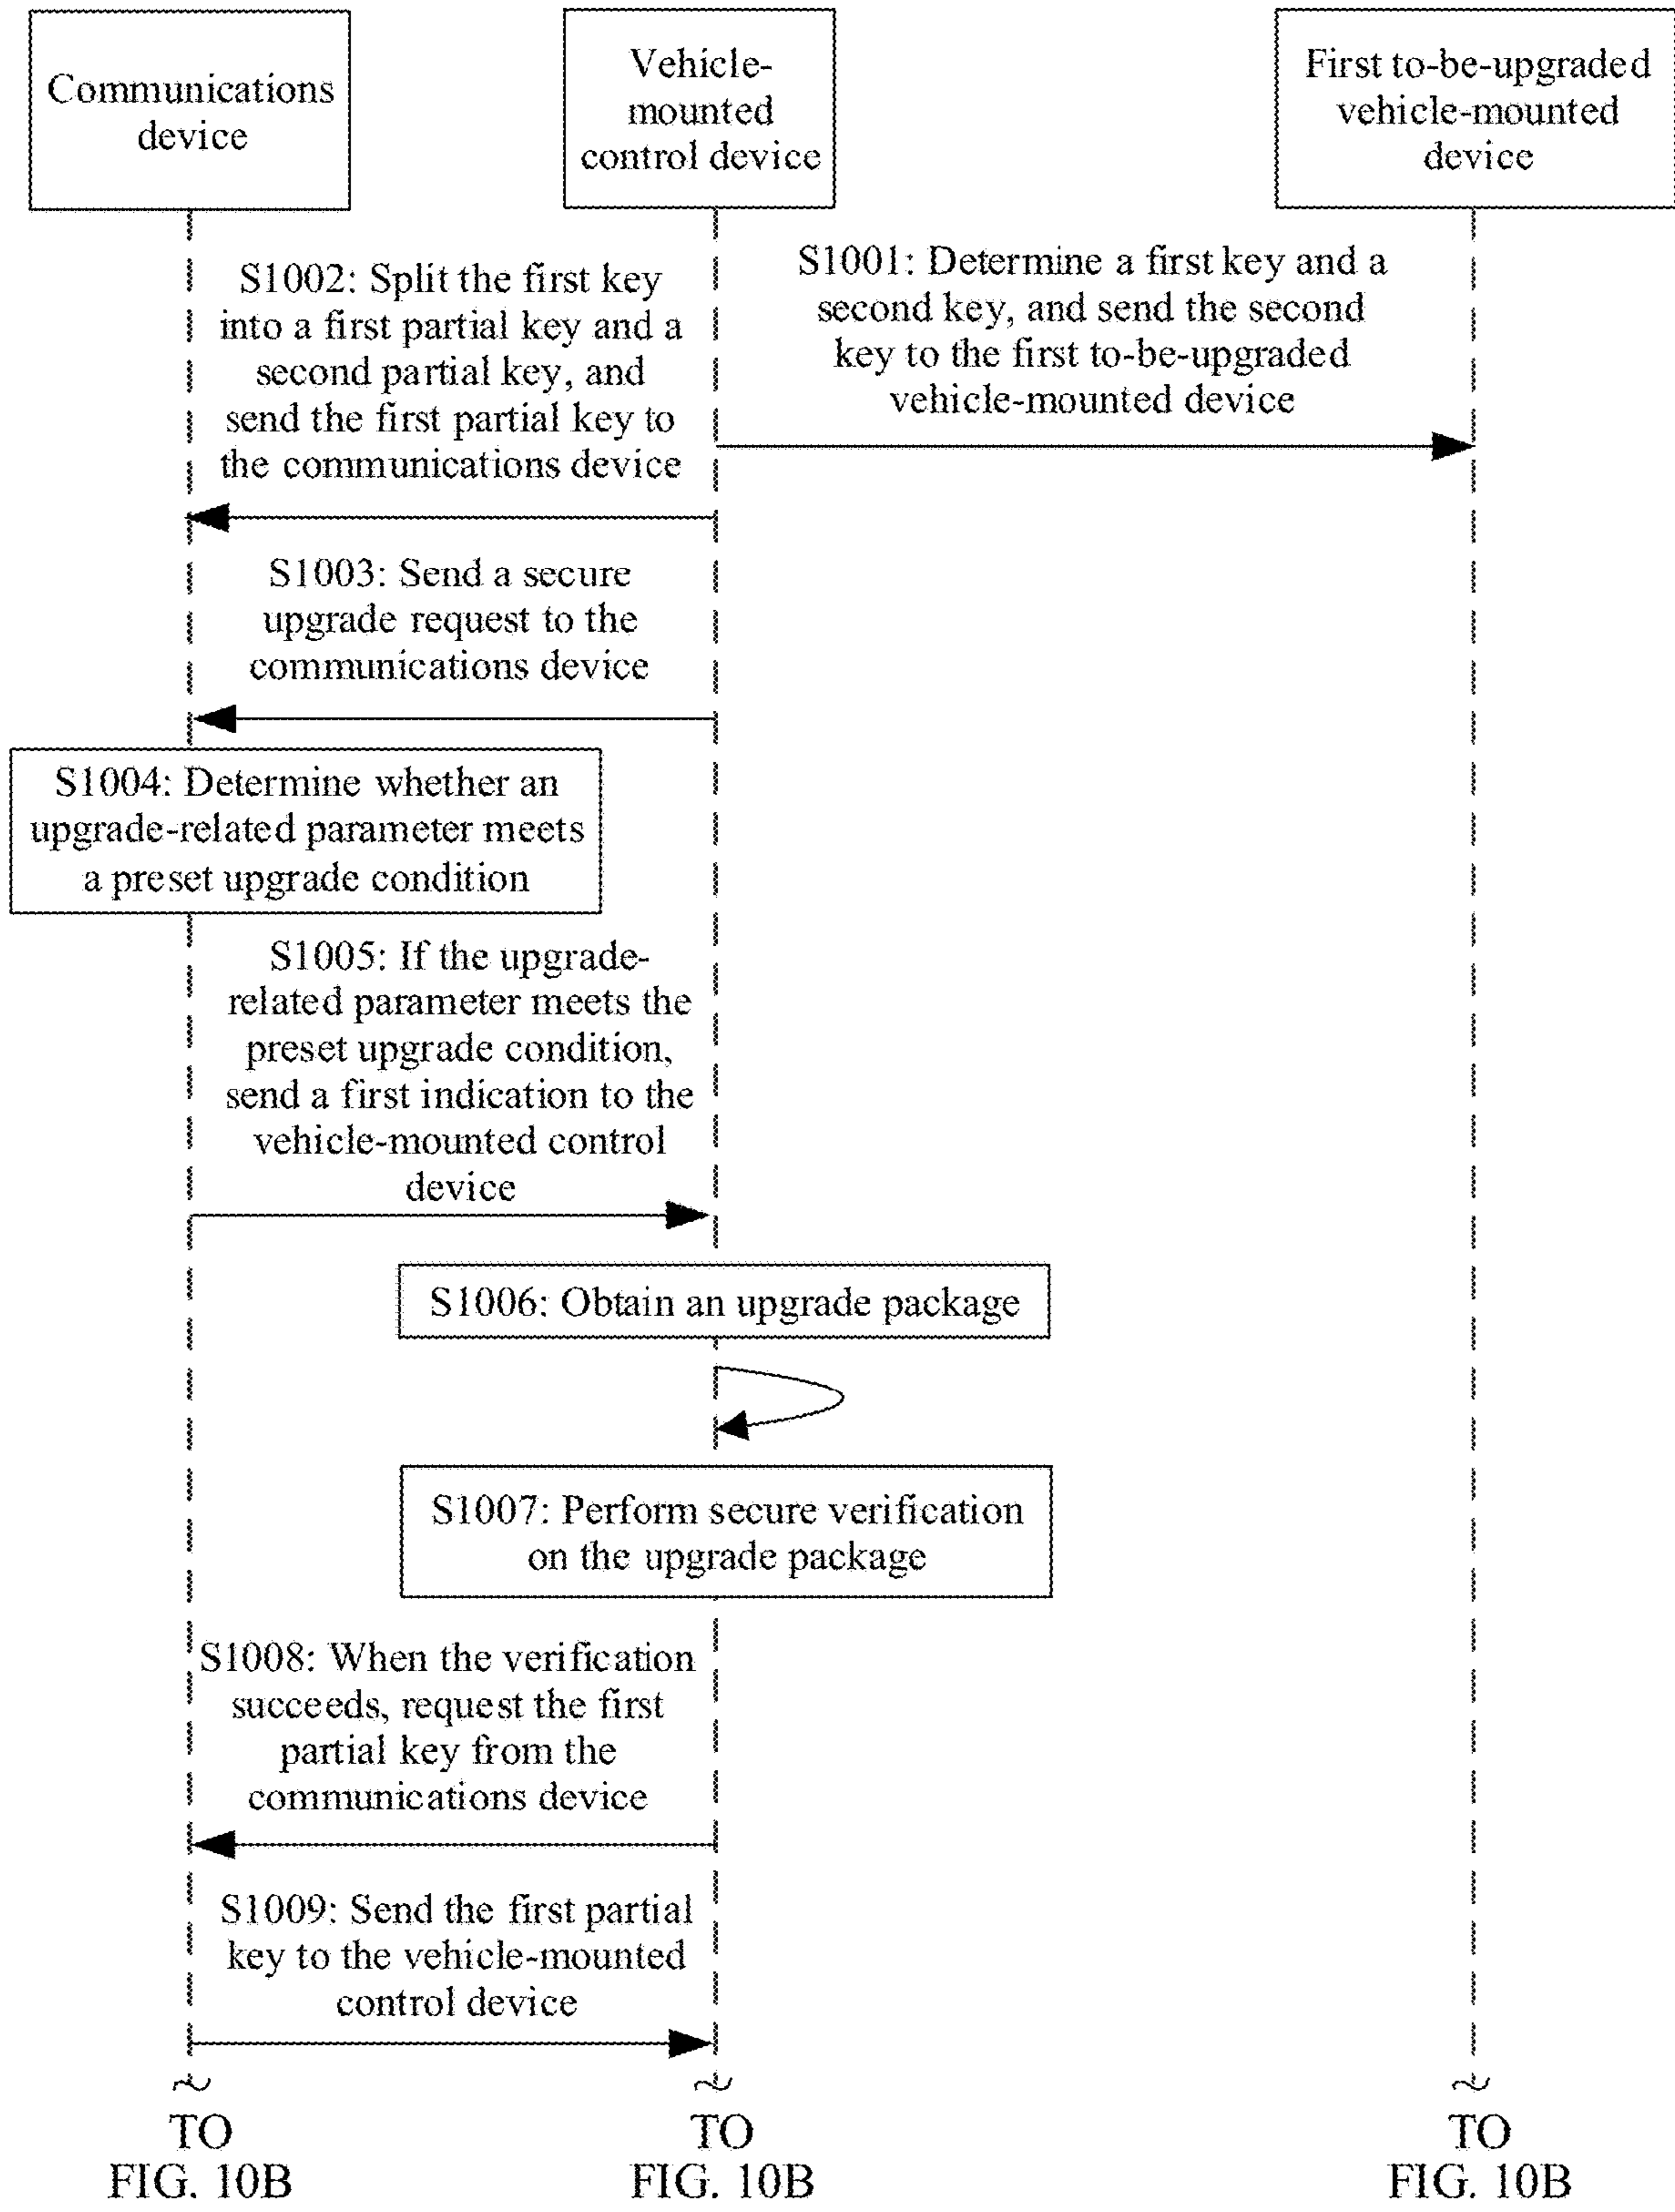 Communications
device
Vehicle-
mounted
control device
First to-be-upgraded
vehicle-mounted
device
S1001: Determine a first key and a
second key, and send the second
key to the first to-be-upgraded
vehicle-mounted device
S1002: Split the first key
into a first partial key and a
second partial key, and
send the first partial key to
the communications device
S1003: Send a secure
upgrade request to the
communications device
S1004: Determine whether an
upgrade-related parameter meets
a preset upgrade condition
S1005: If the upgrade-
related parameter meets the
preset upgrade condition,
send a first indication to the
vehicle-mounted control
device
S1006: Obtain an upgrade package
S1007: Perform secure verification
on the upgrade package
S1008: When the verification
succeeds, request the first
partial key from the
communications device
S1009: Send the first partial
key to the vehicle-mounted
control device
TO
FIG. 10B
TO
FIG. 10B
TO
FIG. 10B